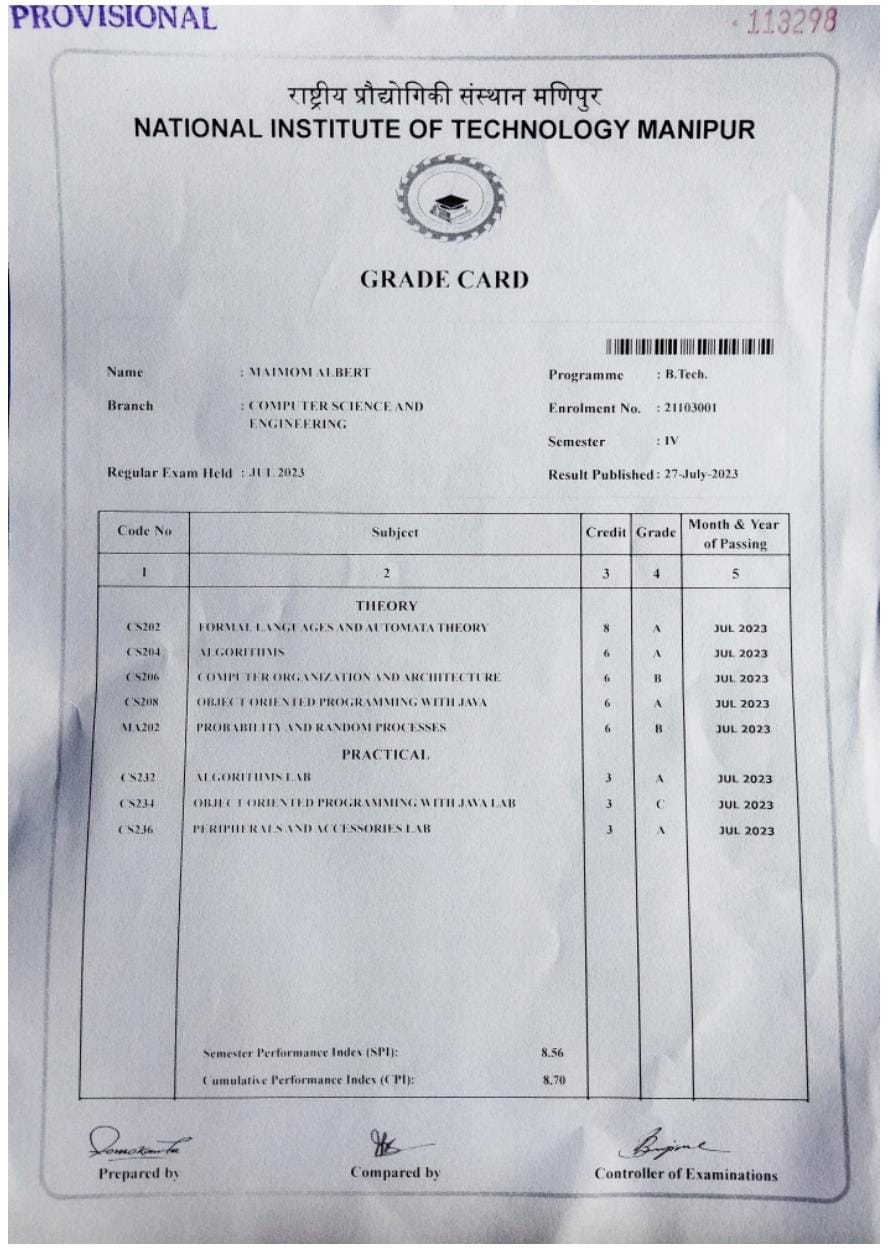 PROVISIONAL
113298
राष्ट्रीय प्रौद्योगिकी संस्थान मणिपुर
NATIONAL INSTITUTE OF TECHNOLOGY MANIPUR
GRADE CARD
Name : MAIMOM ALBERT
Programme : B.Tech.
Branch : COMPUTER SCIENCE AND
ENGINEERING
Enrolment No. : 21103001
Semester : IV
Regular Exam Held : JUL 2023
Result Published : 27-July-2023
Code No Subject Credit Grade Month & Year
of Passing
1 2 3 4 5
THEORY
CS202 FORMAL LANGUAGES AND AUTOMATA THEORY 8 A JUL 2023
CS204 ALGORITHMS 6 A JUL 2023
CS206 COMPUTER ORGANIZATION AND ARCHITECTURE 6 B JUL 2023
CS208 OBJECT ORIENTED PROGRAMMING WITH JAVA 6 A JUL 2023
MA202 PROBABILITY AND RANDOM PROCESSES 6 B JUL 2023
PRACTICAL
CS232 ALGORITHMS LAB 3 A JUL 2023
CS234 OBJECT ORIENTED PROGRAMMING WITH JAVA LAB 3 C JUL 2023
CS236 PERIPHERALS AND ACCESSORIES LAB 3 A JUL 2023
Semester Performance Index (SPI): 8.56
Cumulative Performance Index (CPI): 8.70
Prepared by Compared by Controller of Examinations